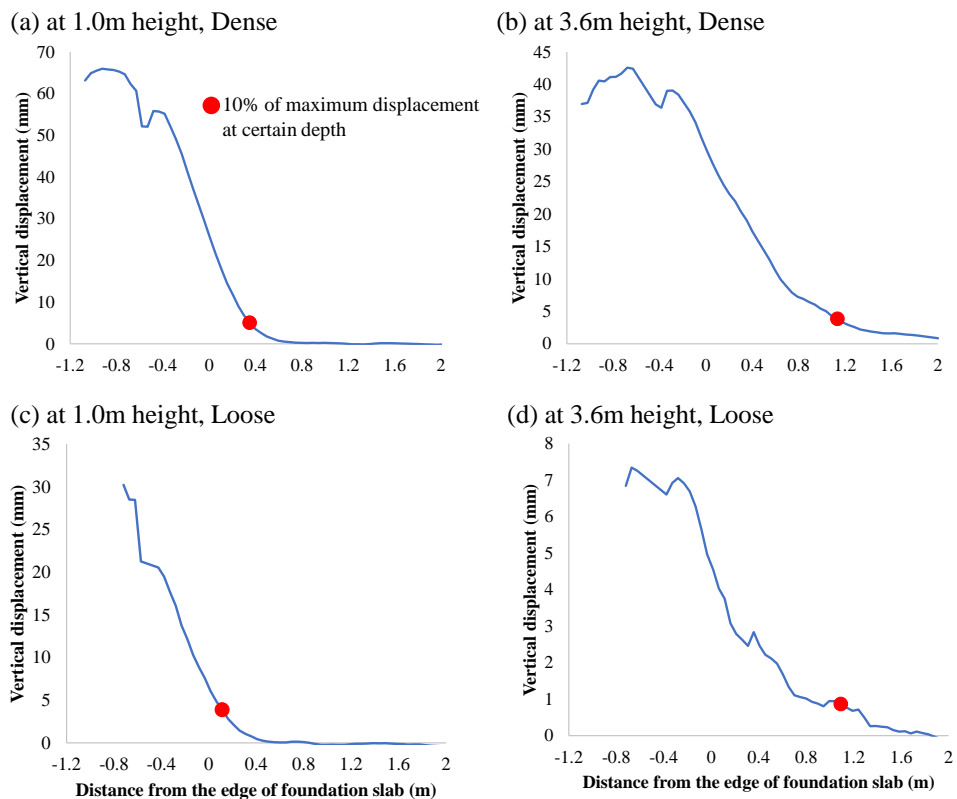 (a) at 1.0m height, Dense
70
60
50
40
30
20
10
0
-1.2 -0.8 -0.4 0 0.4 0.8 1.2 1.6 2
Vertical displacement (mm)
10% of maximum displacement
at certain depth
(b) at 3.6m height, Dense
45
40
35
30
25
20
15
10
5
0
-1.2 -0.8 -0.4 0 0.4 0.8 1.2 1.6 2
Vertical displacement (mm)
(c) at 1.0m height, Loose
35
30
25
20
15
10
5
0
-1.2 -0.8 -0.4 0 0.4 0.8 1.2 1.6 2
Vertical displacement (mm)
Distance from the edge of foundation slab (m)
(d) at 3.6m height, Loose
8
7
6
5
4
3
2
1
0
-1.2 -0.8 -0.4 0 0.4 0.8 1.2 1.6 2
Vertical displacement (mm)
Distance from the edge of foundation slab (m)